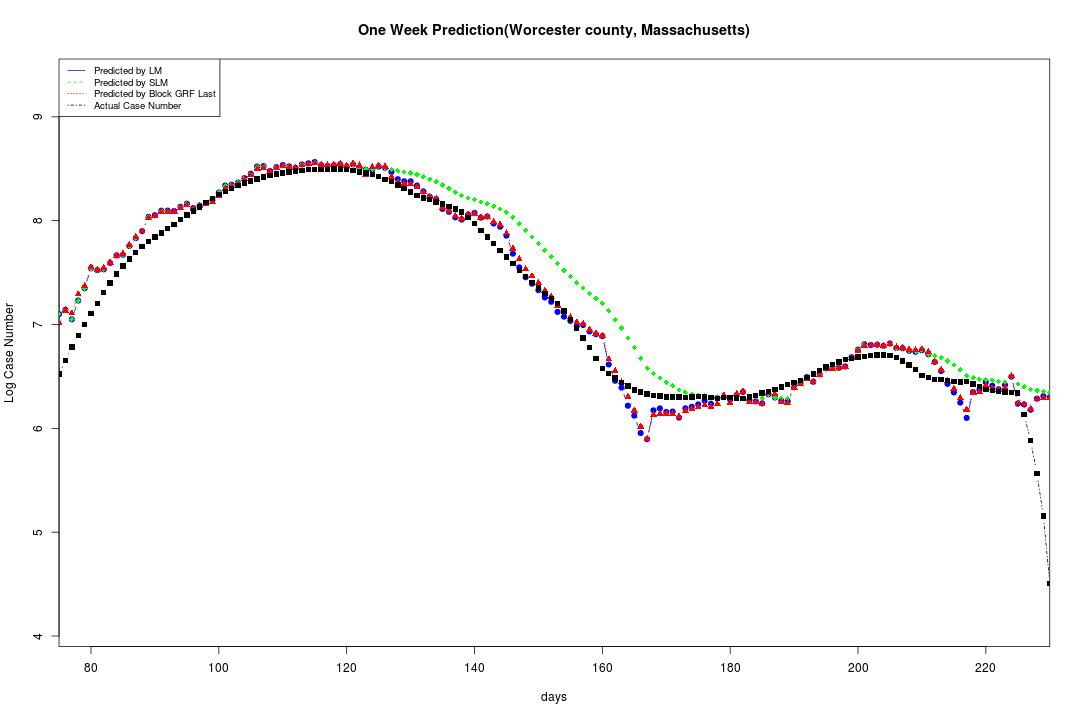 One Week Prediction(Worcester county, Massachusetts)
Predicted by LM
Predicted by SLM
Predicted by Block GRF Last
Actual Case Number
9
8
7
6
5
4
Log Case Number
80 100 120 140 160 180 200 220
days